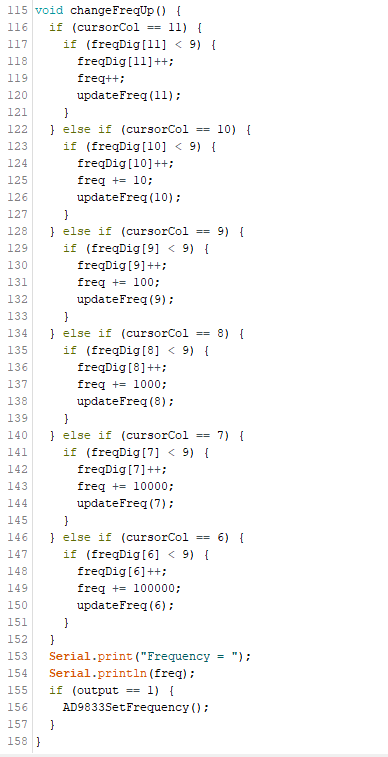 115 void changeFreqUp() {
116   if (cursorCol == 11) {
117     if (freqDig[11] < 9) {
118       freqDig[11]++;
119       freq++;
120       updateFreq(11);
121     }
122   } else if (cursorCol == 10) {
123     if (freqDig[10] < 9) {
124       freqDig[10]++;
125       freq += 10;
126       updateFreq(10);
127     }
128   } else if (cursorCol == 9) {
129     if (freqDig[9] < 9) {
130       freqDig[9]++;
131       freq += 100;
132       updateFreq(9);
133     }
134   } else if (cursorCol == 8) {
135     if (freqDig[8] < 9) {
136       freqDig[8]++;
137       freq += 1000;
138       updateFreq(8);
139     }
140   } else if (cursorCol == 7) {
141     if (freqDig[7] < 9) {
142       freqDig[7]++;
143       freq += 10000;
144       updateFreq(7);
145     }
146   } else if (cursorCol == 6) {
147     if (freqDig[6] < 9) {
148       freqDig[6]++;
149       freq += 100000;
150       updateFreq(6);
151     }
152   }
153   Serial.print("Frequency = ");
154   Serial.println(freq);
155   if (output == 1) {
156     AD9833SetFrequency();
157   }
158 }